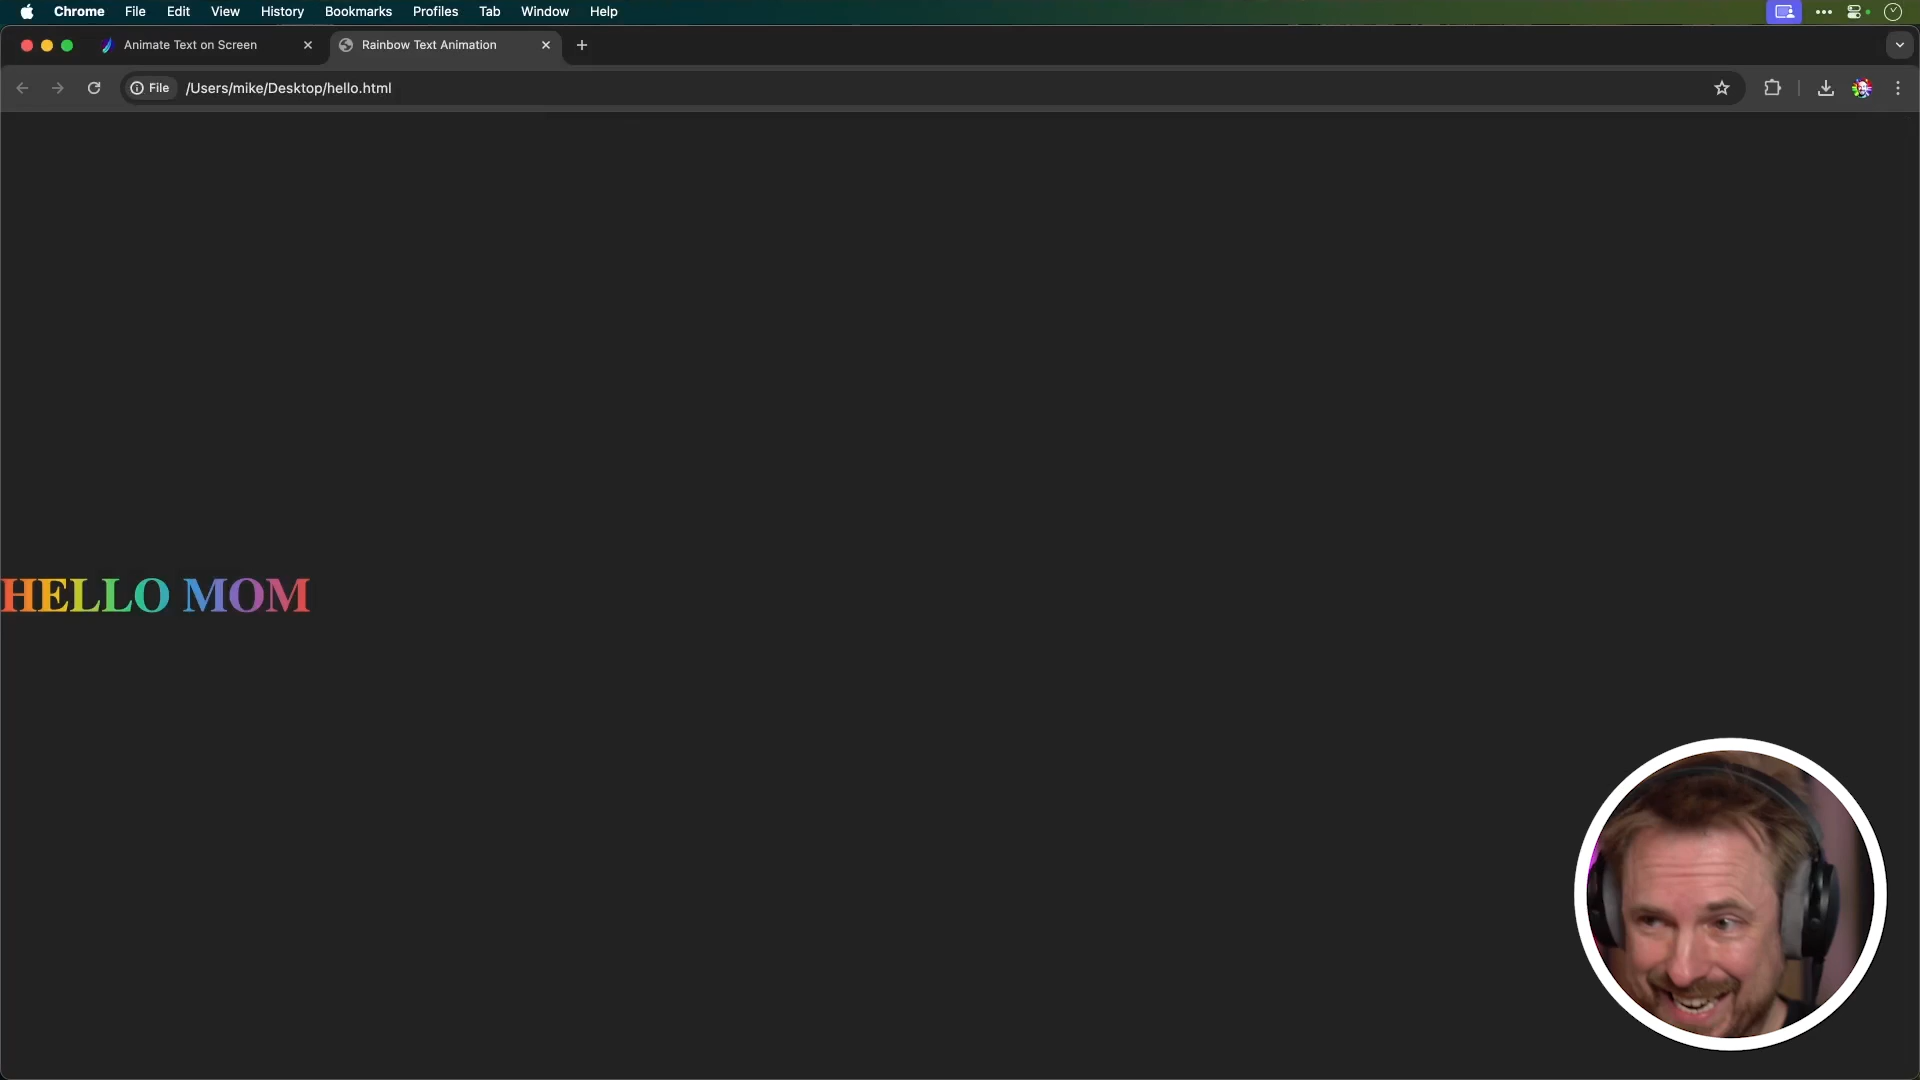 Chrome File Edit View History Bookmarks Profiles Tab Window Help
Animate Text on Screen Rainbow Text Animation
File /Users/mike/Desktop/hello.html
HELLO MOM